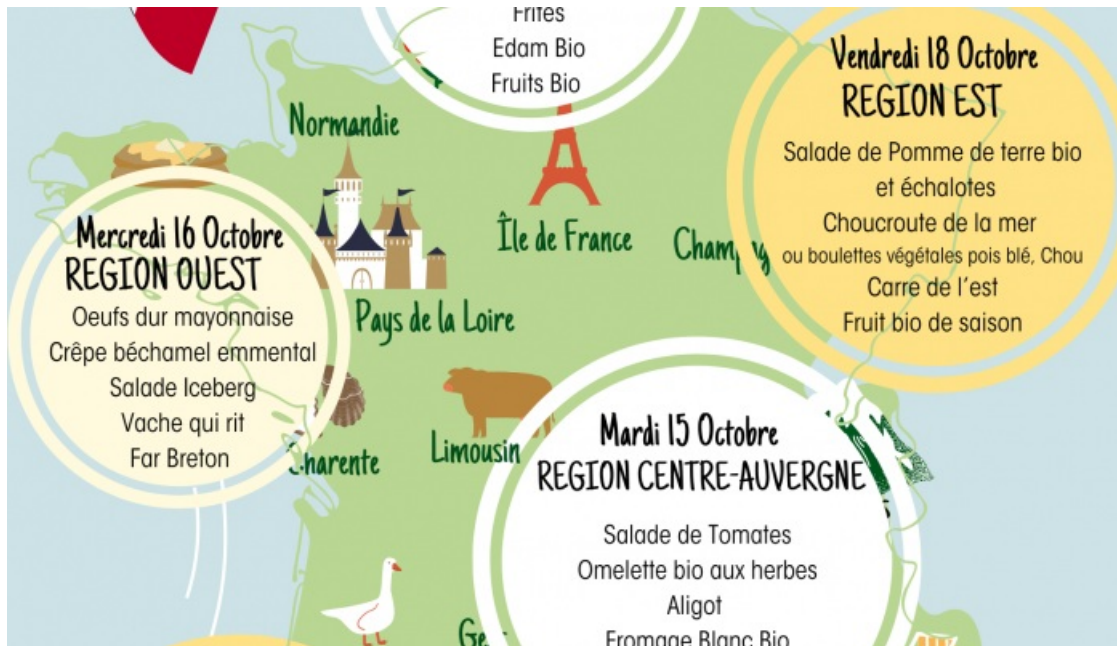 Frites
Edam Bio
Fruits Bio
Vendredi 18 Octobre
REGION EST
Salade de Pomme de terre bio
et échalotes
Choucroute de la mer
ou boulettes végétales pois blé, Chou
Carre de l'est
Fruit bio de saison
Normandie
Île de France
Mercredi 16 Octobre
REGION OUEST
Oeufs dur mayonnaise
Crêpe béchamel emmental
Salade Iceberg
Vache qui rit
Far Breton
Pays de la Loire
Charente
Limousin
Mardi 15 Octobre
REGION CENTRE-AUVERGNE
Salade de Tomates
Omelette bio aux herbes
Aligot
Fromage Blanc Bio